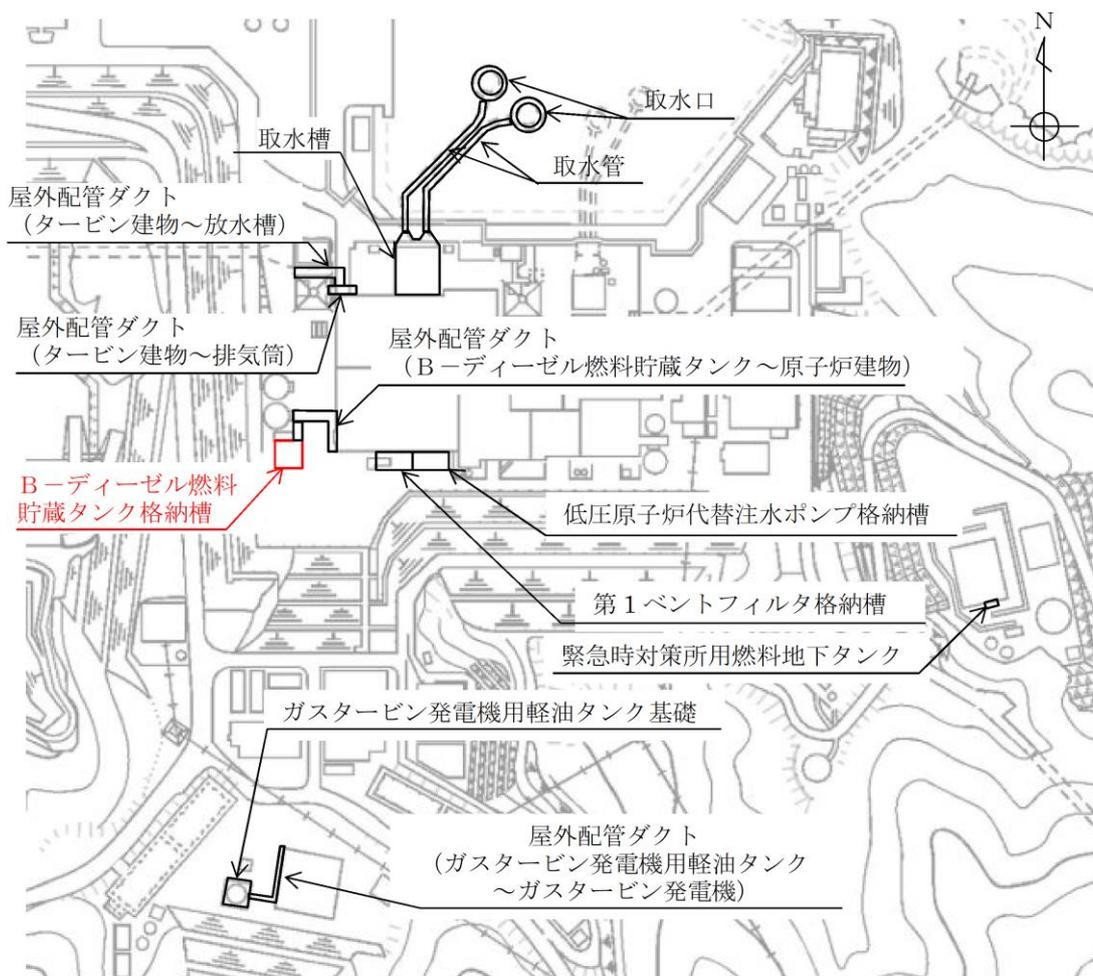 N
取水口
取水槽
取水管
屋外配管ダクト
（タービン建物～放水槽）
屋外配管ダクト
（タービン建物～排気筒）
屋外配管ダクト
（Ｂ－ディーゼル燃料貯蔵タンク～原子炉建物）
Ｂ－ディーゼル燃料
貯蔵タンク格納槽
低圧原子炉代替注水ポンプ格納槽
第１ベントフィルタ格納槽
緊急時対策所用燃料地下タンク
ガスタービン発電機用軽油タンク基礎
屋外配管ダクト
（ガスタービン発電機用軽油タンク
～ガスタービン発電機）